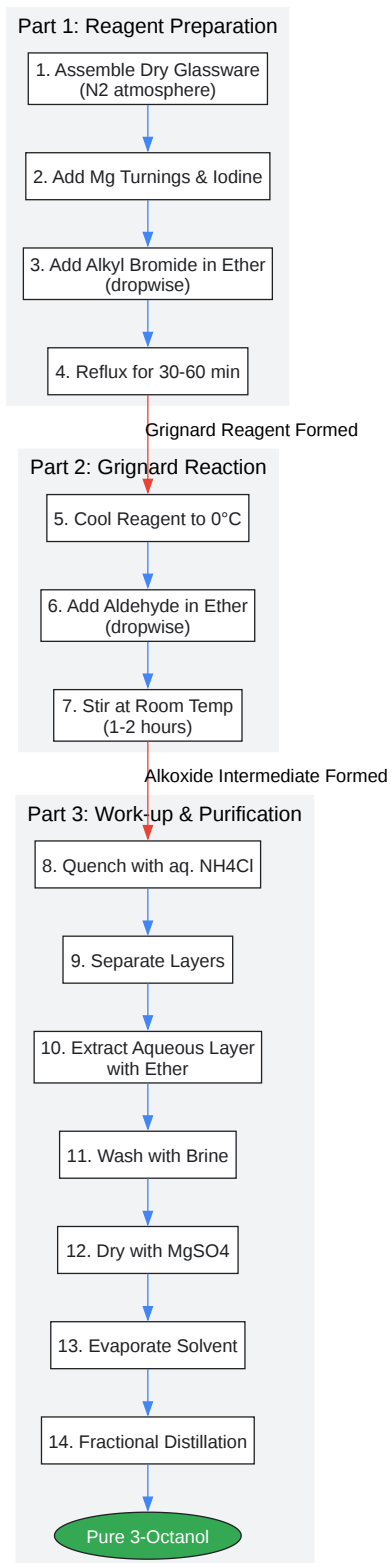 Part 1: Reagent Preparation
1. Assemble Dry Glassware
(N2 atmosphere)
2. Add Mg Turnings & Iodine
3. Add Alkyl Bromide in Ether
(dropwise)
4. Reflux for 30-60 min
Grignard Reagent Formed
Part 2: Grignard Reaction
5. Cool Reagent to 0°C
6. Add Aldehyde in Ether
(dropwise)
7. Stir at Room Temp
(1-2 hours)
Alkoxide Intermediate Formed
Part 3: Work-up & Purification
8. Quench with aq. NH4Cl
9. Separate Layers
10. Extract Aqueous Layer
with Ether
11. Wash with Brine
12. Dry with MgSO4
13. Evaporate Solvent
14. Fractional Distillation
Pure 3-Octanol